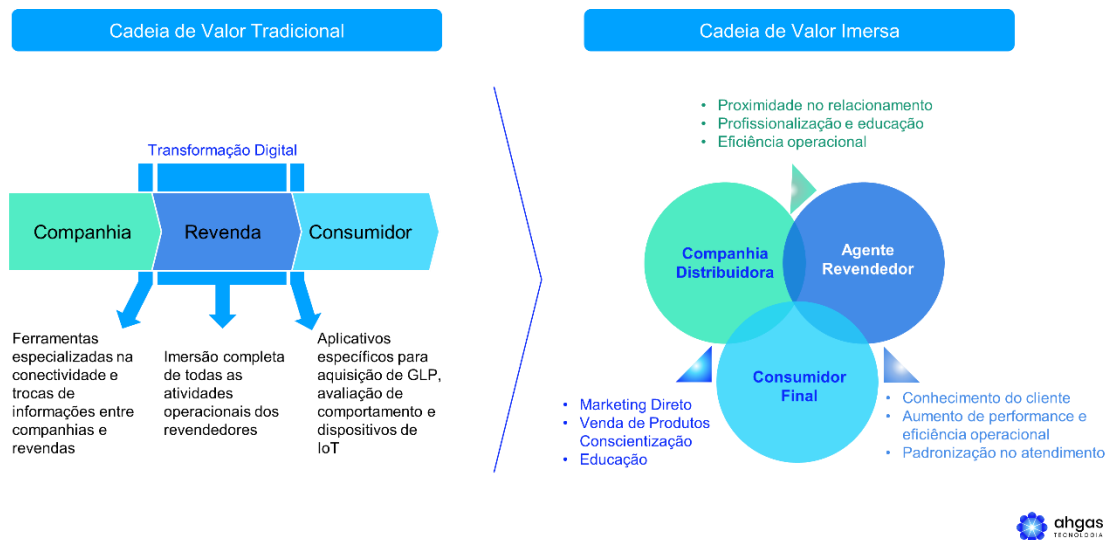 Cadeia de Valor Tradicional
Transformação Digital
Companhia
Revenda
Consumidor
Ferramentas
especializadas na
conectividade e
trocas de
informações entre
companhias e
revendas
Imersão completa
de todas as
atividades
operacionais dos
revendedores
Aplicativos
específicos para
aquisição de GLP,
avaliação de
comportamento e
dispositivos de
IoT
Cadeia de Valor Imersa
• Proximidade no relacionamento
• Profissionalização e educação
• Eficiência operacional
Companhia
Distribuidora
Agente
Revendedor
Consumidor
Final
• Marketing Direto
• Venda de Produtos
Conscientização
• Educação
• Conhecimento do cliente
• Aumento de performance e
eficiência operacional
• Padronização no atendimento
ahgas
TECNOLOGIA